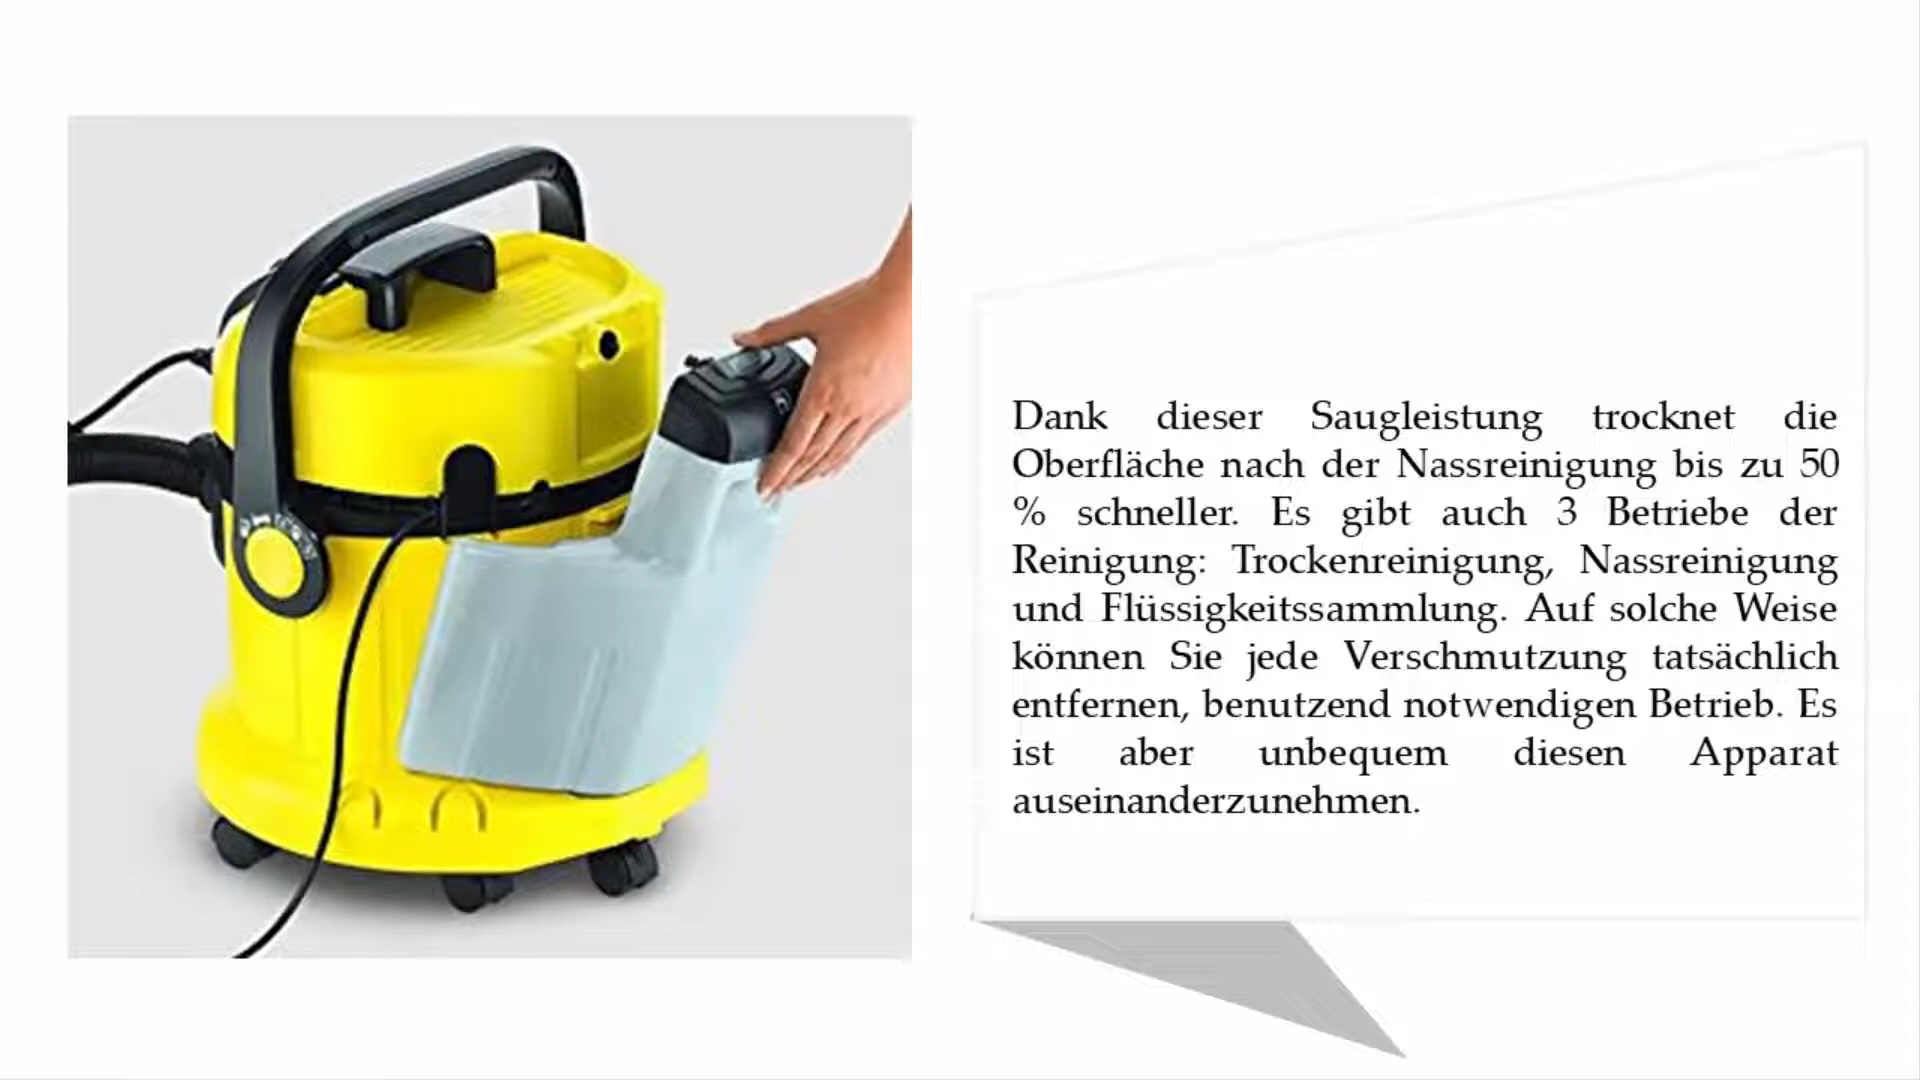 Dank dieser Saugleistung trocknet die
Oberfläche nach der Nassreinigung bis zu 50
% schneller. Es gibt auch 3 Betriebe der
Reinigung: Trockenreinigung, Nassreinigung
und Flüssigkeitssammlung. Auf solche Weise
können Sie jede Verschmutzung tatsächlich
entfernen, benutzend notwendigen Betrieb. Es
ist aber unbequem diesen Apparat
auseinanderzunehmen.